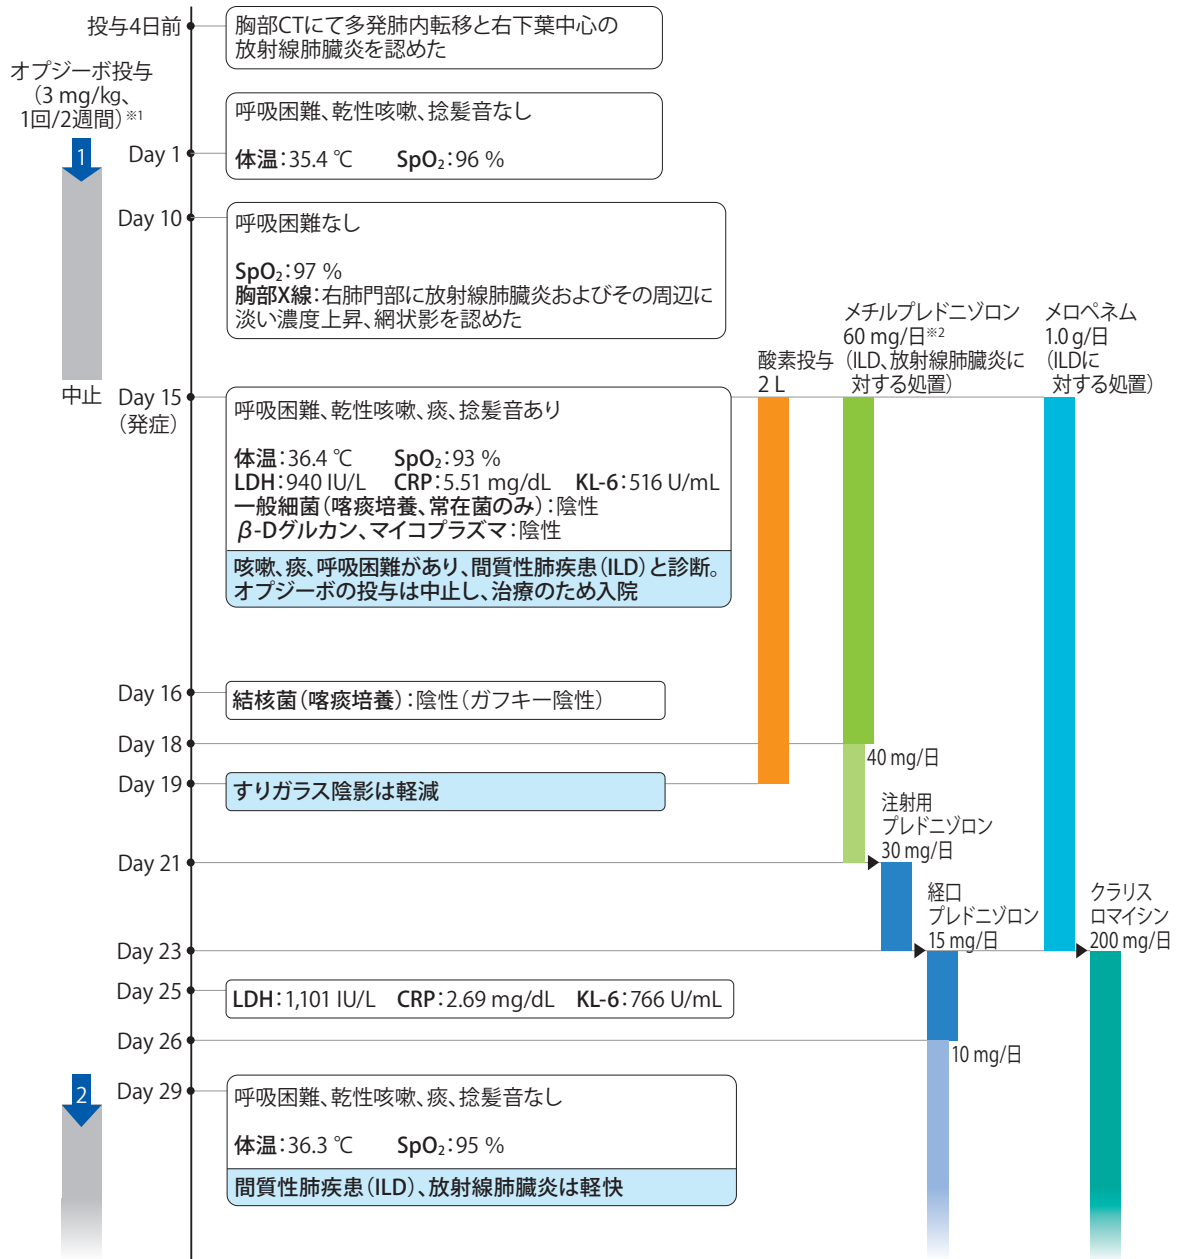 投与4日前
胸部CTにて多発肺内転移と右下葉中心の
放射線肺臓炎を認めた
オプジーボ投与
(3 mg/kg、
1回/2週間)※1
1
Day 1
呼吸困難、乾性咳嗽、捻髪音なし
体温:35.4 ℃ SpO₂:96 %
Day 10
呼吸困難なし
SpO₂:97 %
胸部X線:右肺門部に放射線肺臓炎およびその周辺に
淡い濃度上昇、網状影を認めた
酸素投与
2 L
メチルプレドニゾロン
60 mg/日※2
(ILD、放射線肺臓炎に
対する処置)
メロペネム
1.0 g/日
(ILDに
対する処置)
中止
Day 15
(発症)
呼吸困難、乾性咳嗽、痰、捻髪音あり
体温:36.4 ℃ SpO₂:93 %
LDH:940 IU/L CRP:5.51 mg/dL KL-6:516 U/mL
一般細菌(喀痰培養、常在菌のみ):陰性
β-Dグルカン、マイコプラズマ:陰性
咳嗽、痰、呼吸困難があり、間質性肺疾患(ILD)と診断。
オプジーボの投与は中止し、治療のため入院
Day 16
結核菌(喀痰培養):陰性(ガフキー陰性)
Day 18
40 mg/日
Day 19
すりガラス陰影は軽減
注射用
プレドニゾロン
30 mg/日
Day 21
経口
プレドニゾロン
15 mg/日
クラリス
ロマイシン
200 mg/日
Day 23
Day 25
LDH:1,101 IU/L CRP:2.69 mg/dL KL-6:766 U/mL
Day 26
10 mg/日
2
Day 29
呼吸困難、乾性咳嗽、痰、捻髪音なし
体温:36.3 ℃ SpO₂:95 %
間質性肺疾患(ILD)、放射線肺臓炎は軽快